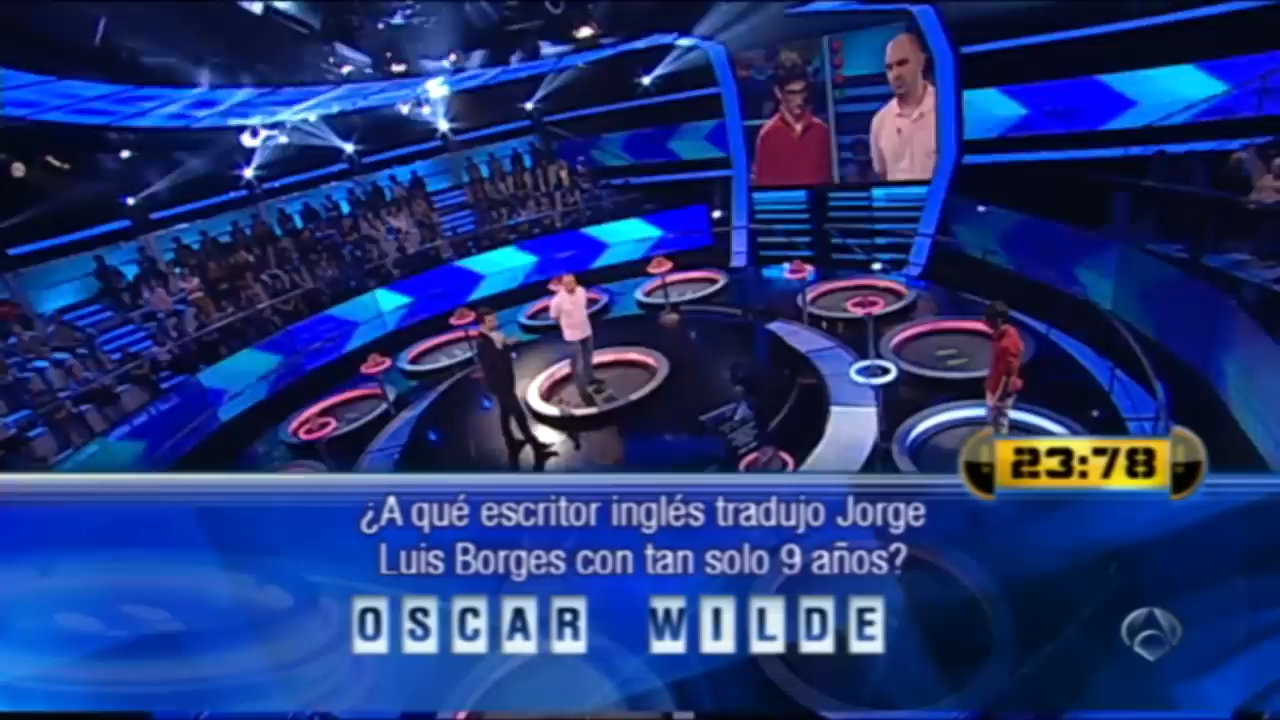 23:78
¿A qué escritor inglés tradujo Jorge
Luis Borges con tan solo 9 años?
OSCAR WILDE